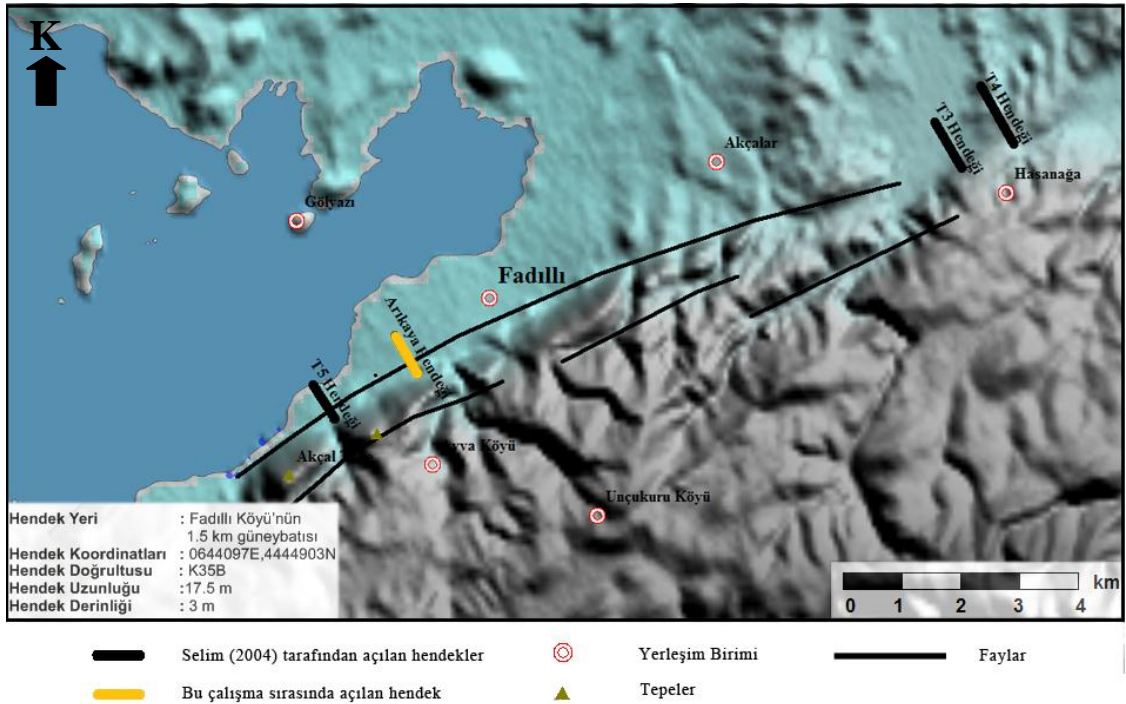 K
T4 Hendeği
T3 Hendeği
Akçalar
Hasanağa
Gölyazı
Fadıllı
Arıkaya Hendeği
T5 Hendeği
Akçal
Köyü
Unçukuru Köyü
Hendek Yeri : Fadıllı Köyü'nün
1.5 km güneybatısı
Hendek Koordinatları : 0644097E,4444903N
Hendek Doğrultusu : K35B
Hendek Uzunluğu :17.5 m
Hendek Derinliği : 3 m
km
0 1 2 3 4
Selim (2004) tarafından açılan hendekler
Yerleşim Birimi
Faylar
Bu çalışma sırasında açılan hendek
Tepeler